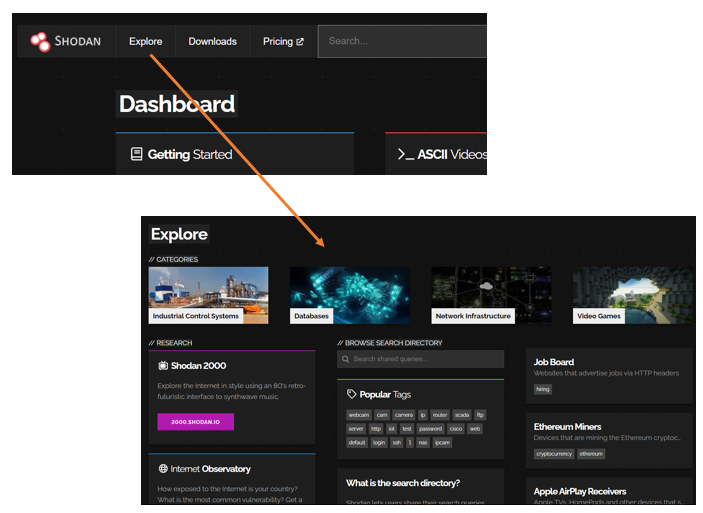 SHODAN Explore Downloads Pricing Search...
Dashboard
Getting Started
>_ ASCII Videos
Explore
// CATEGORIES
Industrial Control Systems
Databases
Network Infrastructure
Video Games
// RESEARCH
Shodan 2000
Explore the Internet in style using an 80's retro-
futuristic interface to synthwave music.
2000.SHODAN.IO
Internet Observatory
How exposed to the Internet is your country?
What is the most common vulnerability? Get a
// BROWSE SEARCH DIRECTORY
Search shared queries...
Popular Tags
webcam cam camera ip router scada ftp
server http iot test password cisco web
default login ssh 1 nas ipcam
What is the search directory?
Shodan lets users share their search queries
Job Board
Websites that advertise jobs via HTTP headers
hiring
Ethereum Miners
Devices that are mining the Ethereum cryptoc...
cryptocurrency ethereum
Apple AirPlay Receivers
Apple TVs, HomePods and other devices that s